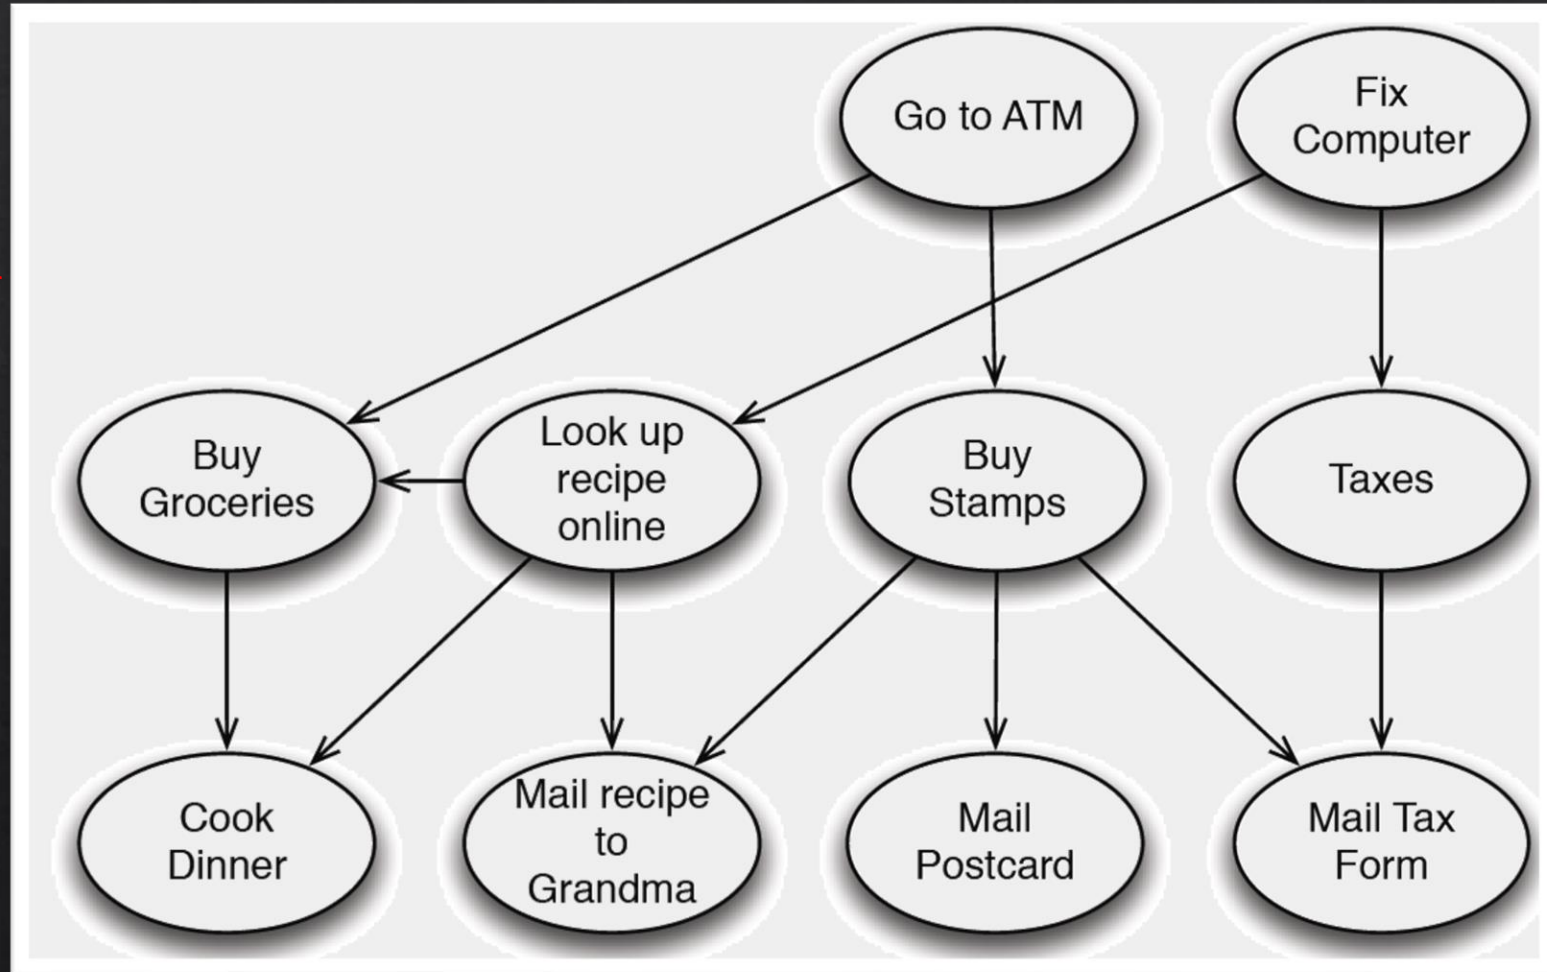 Go to ATM
Fix
Computer
Buy
Groceries
Look up
recipe
online
Buy
Stamps
Taxes
Cook
Dinner
Mail recipe
to
Grandma
Mail
Postcard
Mail Tax
Form